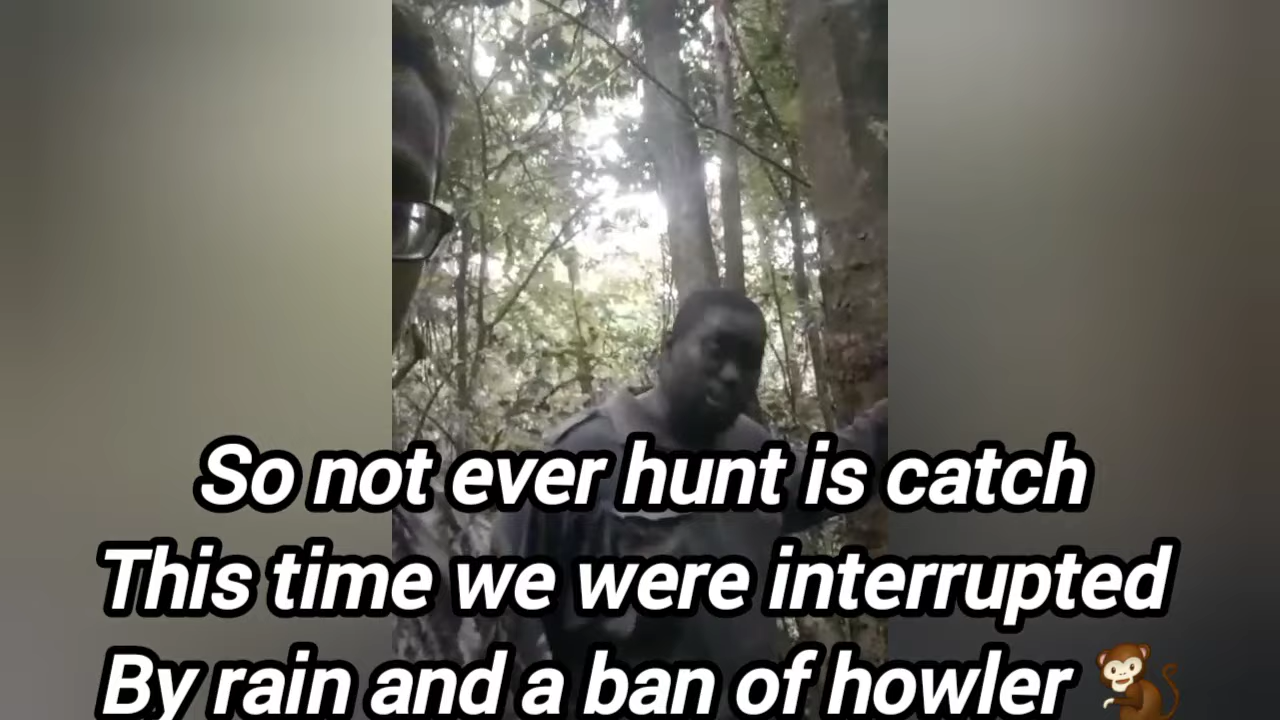 So not ever hunt is catch
This time we were interrupted
By rain and a ban of howler 🐒